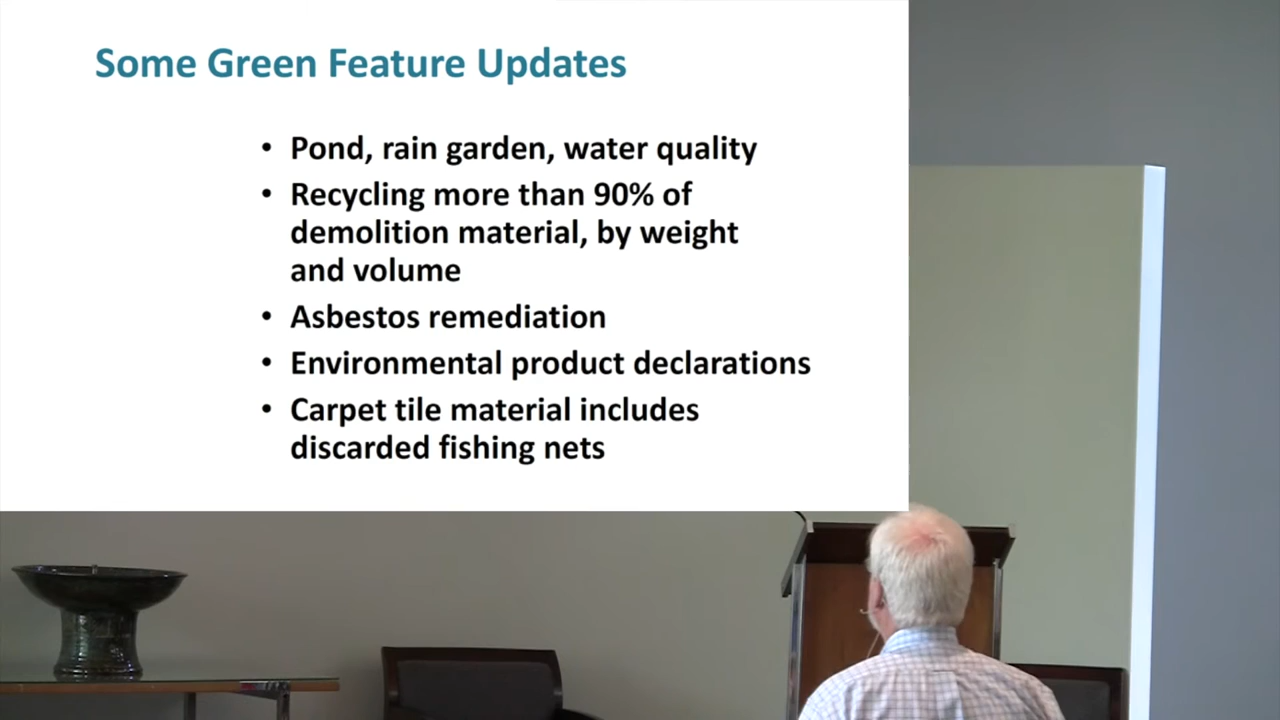 Some Green Feature Updates
• Pond, rain garden, water quality
• Recycling more than 90% of
demolition material, by weight
and volume
• Asbestos remediation
• Environmental product declarations
• Carpet tile material includes
discarded fishing nets